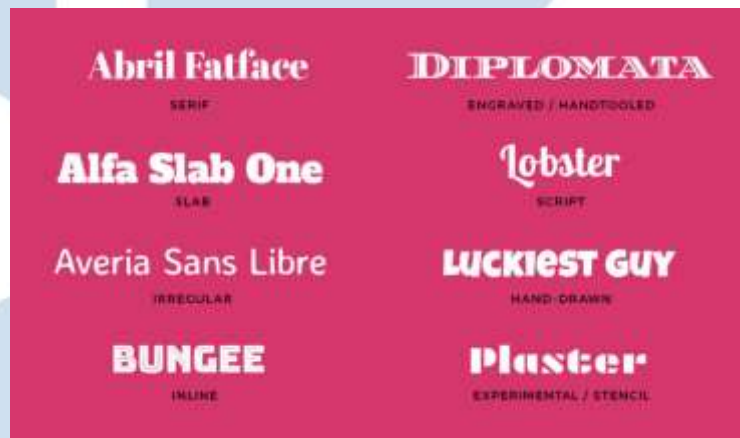 Abril Fatface
SERIF
Alfa Slab One
SLAB
Averia Sans Libre
IRREGULAR
BUNGEE
INLINE
DIPLOMATA
ENGRAVED / HANDTOOLED
Lobster
SCRIPT
LUCKIEST GUY
HAND-DRAWN
Plaster
EXPERIMENTAL / STENCIL